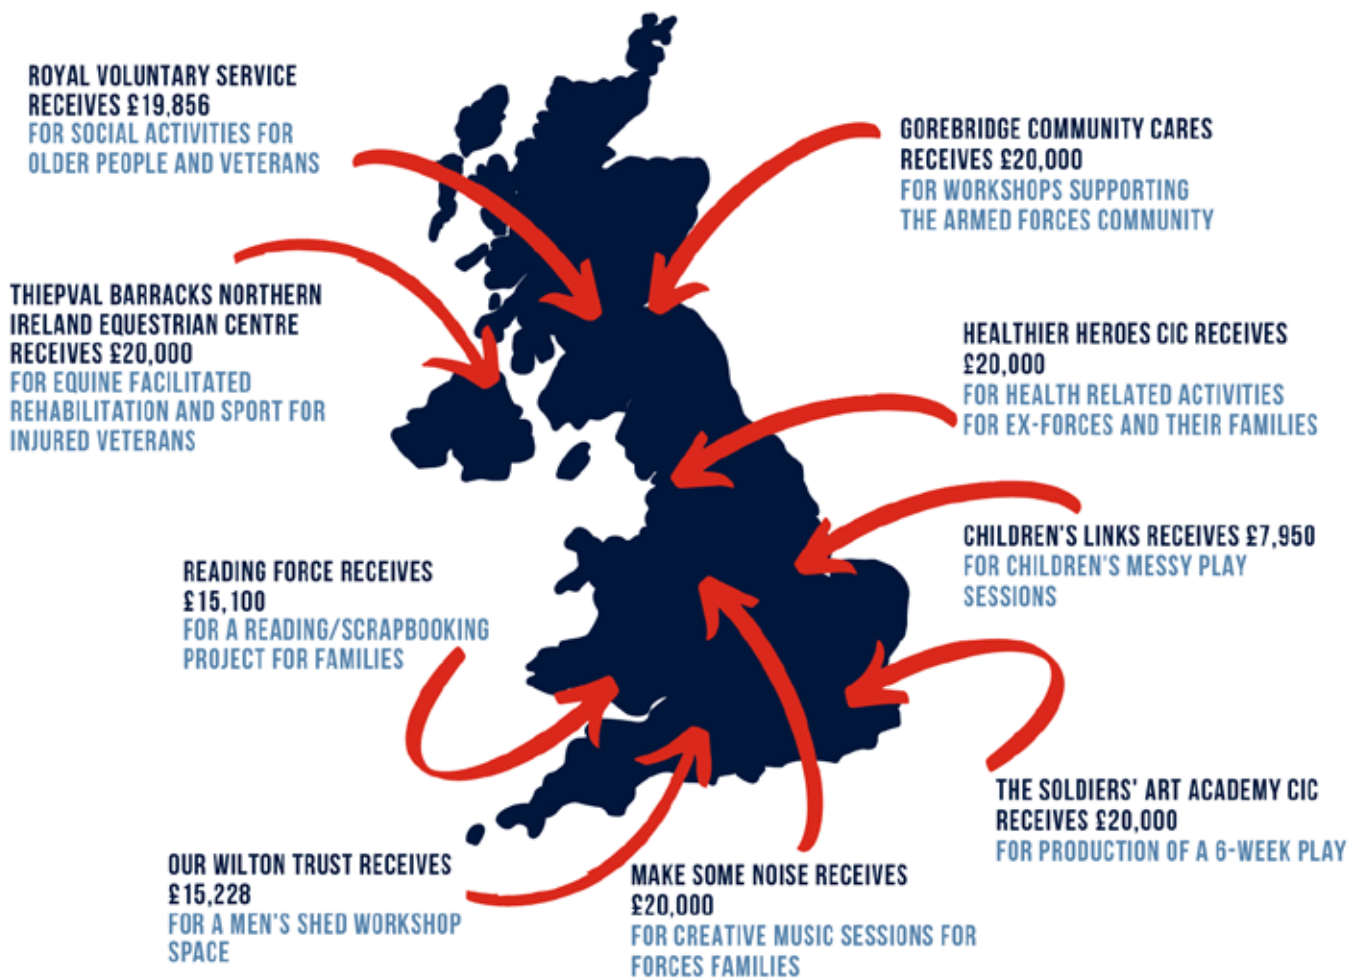 ROYAL VOLUNTARY SERVICE
RECEIVES £19,856
FOR SOCIAL ACTIVITIES FOR
OLDER PEOPLE AND VETERANS
GOREBRIDGE COMMUNITY CARES
RECEIVES £20,000
FOR WORKSHOPS SUPPORTING
THE ARMED FORCES COMMUNITY
THIEPVAL BARRACKS NORTHERN
IRELAND EQUESTRIAN CENTRE
RECEIVES £20,000
FOR EQUINE FACILITATED
REHABILITATION AND SPORT FOR
INJURED VETERANS
HEALTHIER HEROES CIC RECEIVES
£20,000
FOR HEALTH RELATED ACTIVITIES
FOR EX-FORCES AND THEIR FAMILIES
CHILDREN'S LINKS RECEIVES £7,950
FOR CHILDREN'S MESSY PLAY
SESSIONS
READING FORCE RECEIVES
£15,100
FOR A READING/SCRAPBOOKING
PROJECT FOR FAMILIES
THE SOLDIERS' ART ACADEMY CIC
RECEIVES £20,000
FOR PRODUCTION OF A 6-WEEK PLAY
OUR WILTON TRUST RECEIVES
£15,228
FOR A MEN'S SHED WORKSHOP
SPACE
MAKE SOME NOISE RECEIVES
£20,000
FOR CREATIVE MUSIC SESSIONS FOR
FORCES FAMILIES